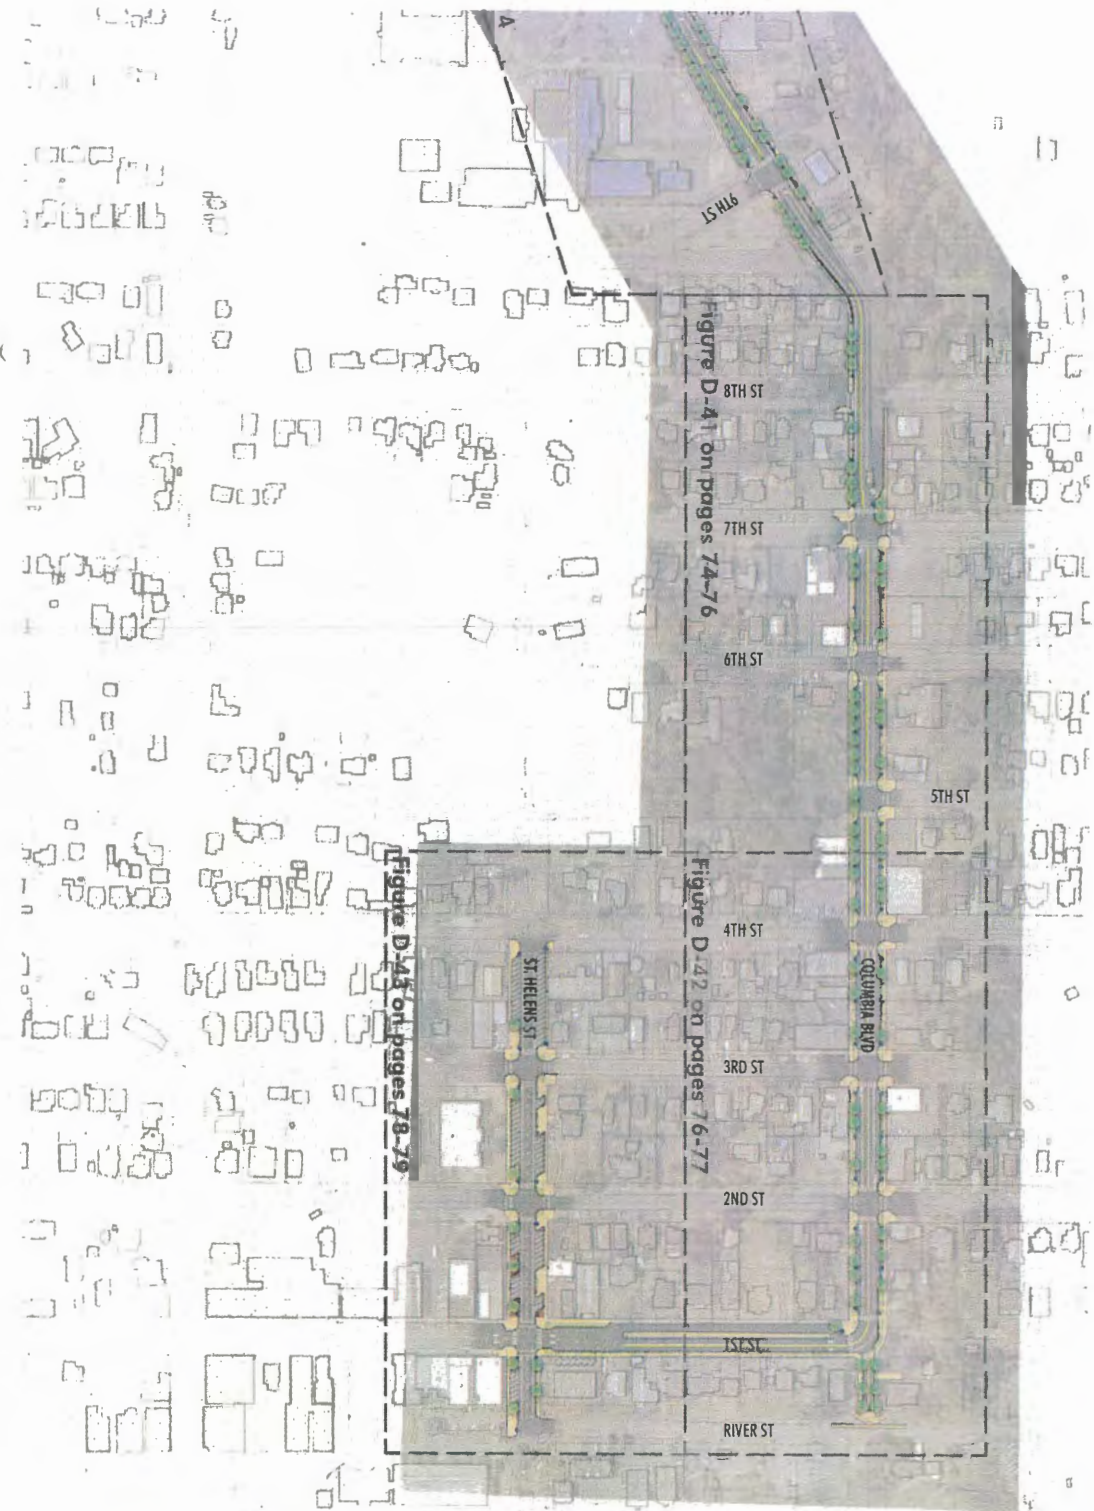 4
9TH ST
Figure D-41 on pages 74-76
8TH ST
7TH ST
6TH ST
5TH ST
Figure D-43 on pages 78-79
Figure D-42 on pages 76-77
4TH ST
ST. HELENS ST
COLUMBIA BLVD
3RD ST
2ND ST
1ST ST
RIVER ST